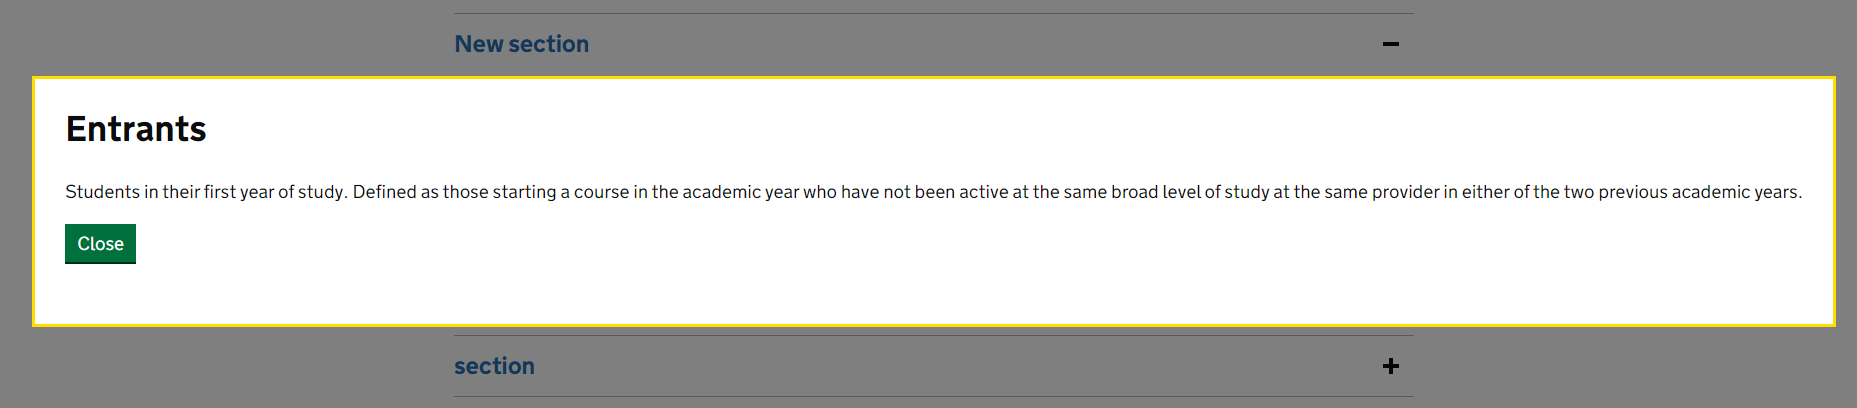 New section
Entrants
Students in their first year of study. Defined as those starting a course in the academic year who have not been active at the same broad level of study at the same provider in either of the two previous academic years.
Close
section